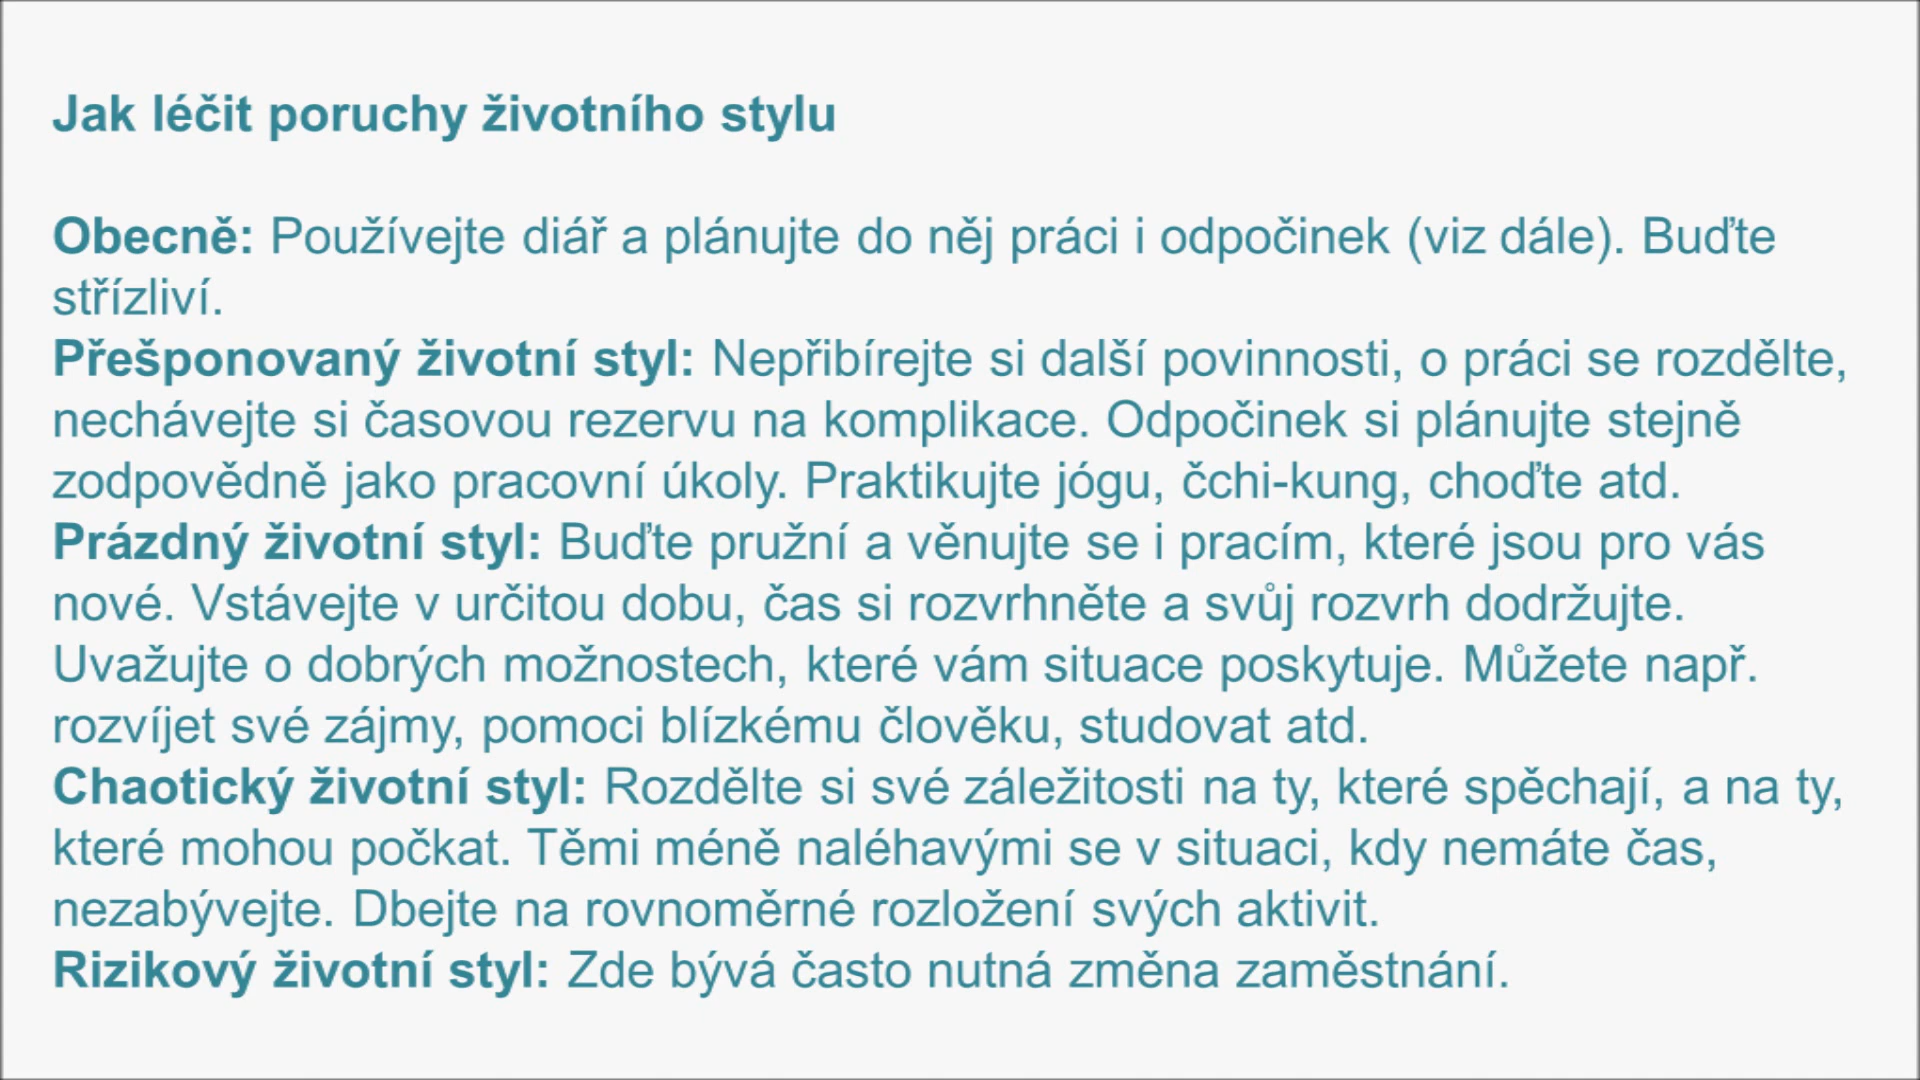 Jak léčit poruchy životního stylu
Obecně: Používejte diář a plánujte do něj práci i odpočinek (viz dále). Buďte
střízliví.
Přešponovaný životní styl: Nepřibírejte si další povinnosti, o práci se rozdělte,
nechávejte si časovou rezervu na komplikace. Odpočinek si plánujte stejně
zodpovědně jako pracovní úkoly. Praktikujte jógu, čchi-kung, choďte atd.
Prázdný životní styl: Buďte pružní a věnujte se i pracím, které jsou pro vás
nové. Vstávejte v určitou dobu, čas si rozvrhněte a svůj rozvrh dodržujte.
Uvažujte o dobrých možnostech, které vám situace poskytuje. Můžete např.
rozvíjet své zájmy, pomoci blízkému člověku, studovat atd.
Chaotický životní styl: Rozdělte si své záležitosti na ty, které spěchají, a na ty,
které mohou počkat. Těmi méně naléhavými se v situaci, kdy nemáte čas,
nezabývejte. Dbejte na rovnoměrné rozložení svých aktivit.
Rizikový životní styl: Zde bývá často nutná změna zaměstnání.